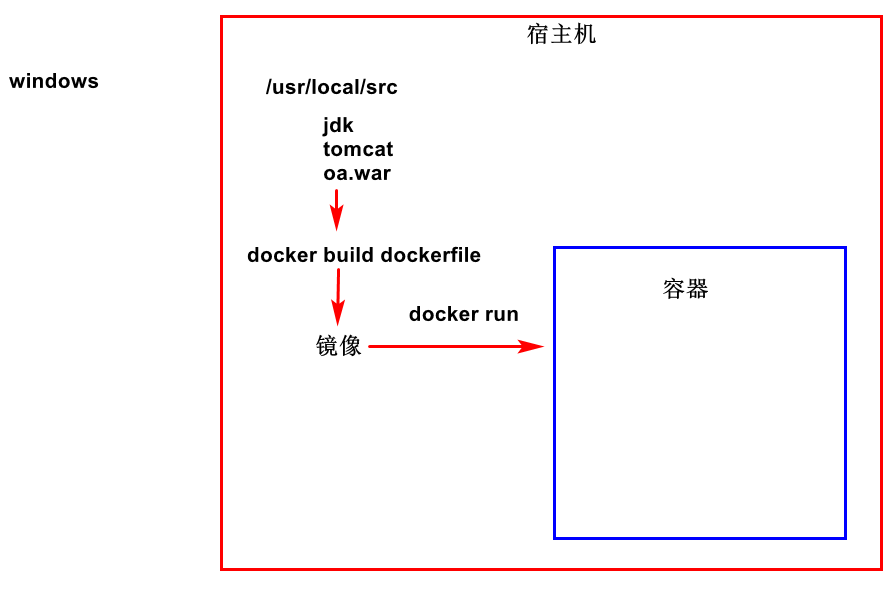 宿主机
windows
/usr/local/src
jdk
tomcat
oa.war
docker build dockerfile
容器
docker run
镜像